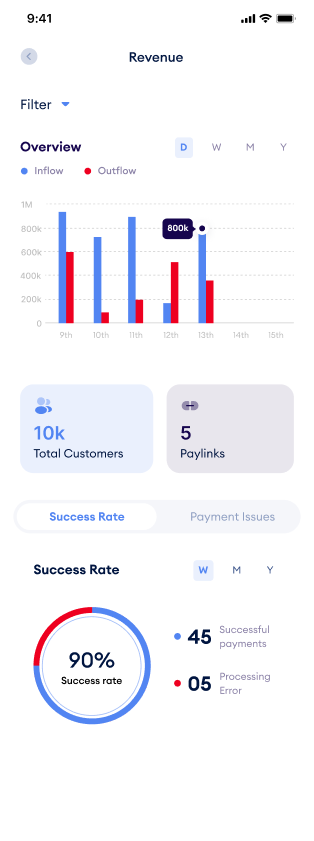 9:41
Revenue
Filter
Overview D W M Y
Inflow Outflow
1M
800k 800k
600k
400k
200k
0
9th 10th 11th 12th 13th 14th 15th
10k 5
Total Customers Paylinks
Success Rate Payment Issues
Success Rate W M Y
90%
Success rate
45 Successful
payments
05 Processing
Error